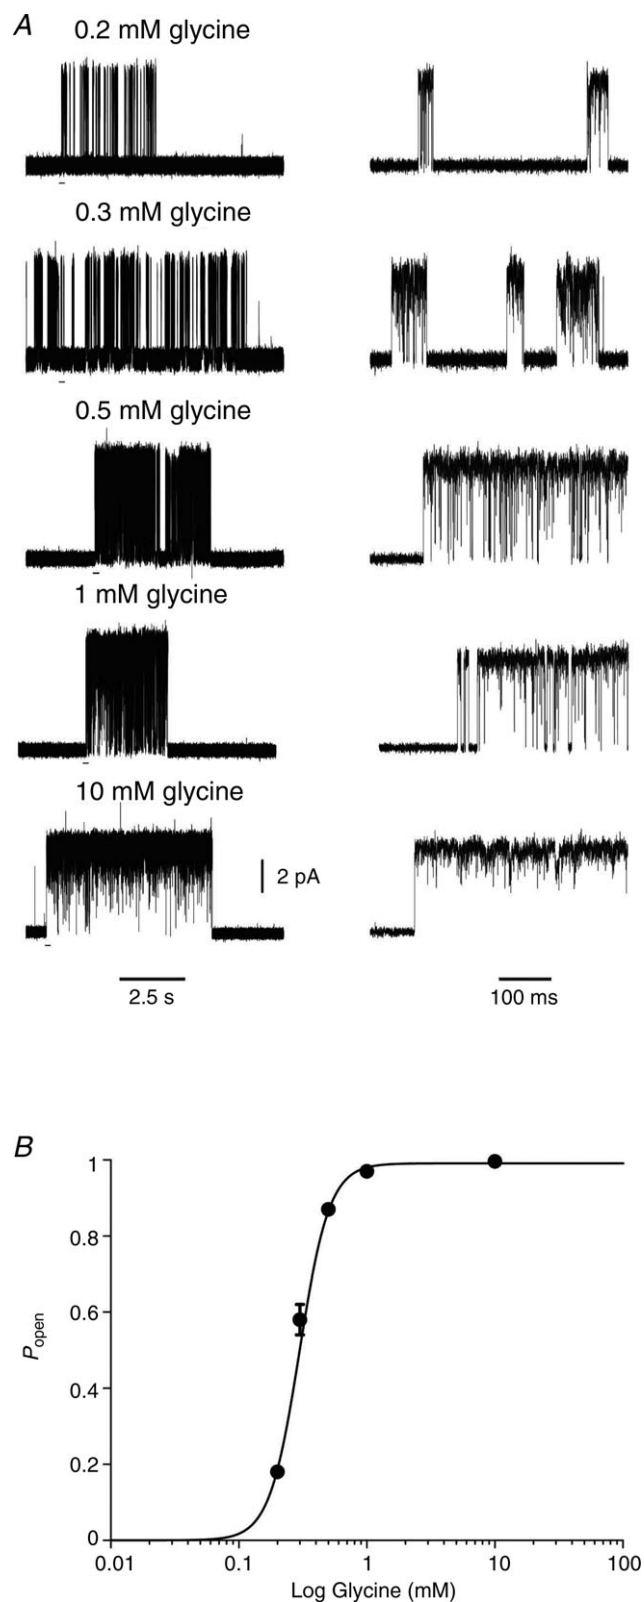 A
0.2 mM glycine
0.3 mM glycine
0.5 mM glycine
1 mM glycine
10 mM glycine
2 pA
2.5 s
100 ms
B
1
0.8
0.6
0.4
0.2
0
P open
0.01
0.1
1
10
100
Log Glycine (mM)